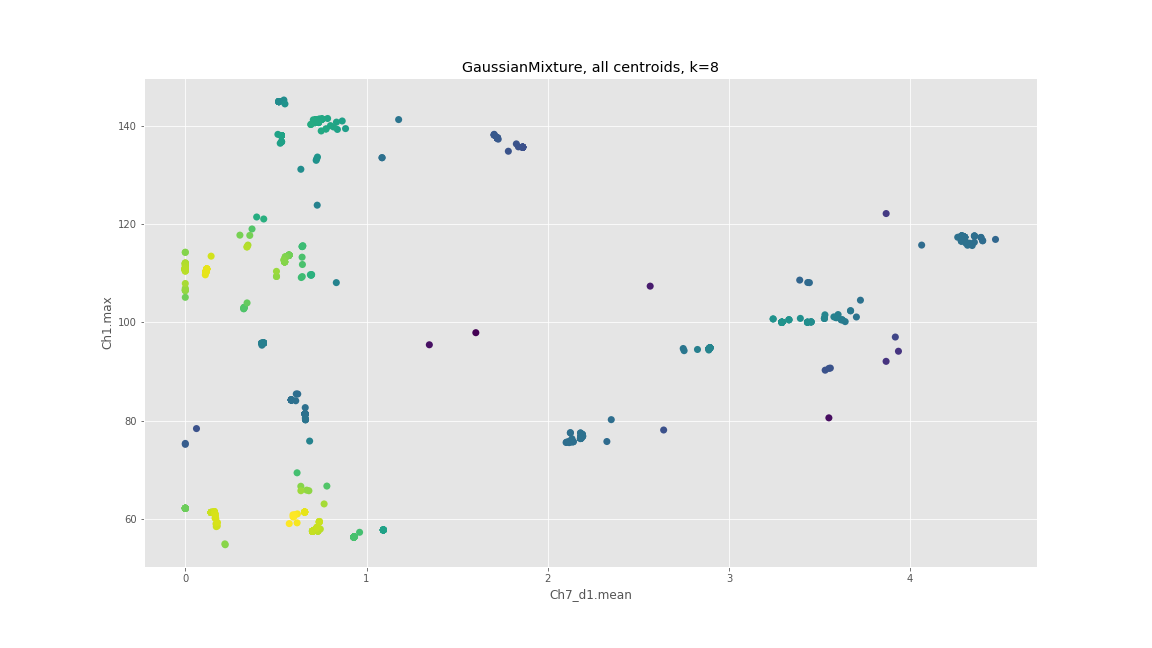 GaussianMixture, all centroids, k=8
140
120
100
80
60
Ch1.max
0 1 2 3 4
Ch7_d1.mean